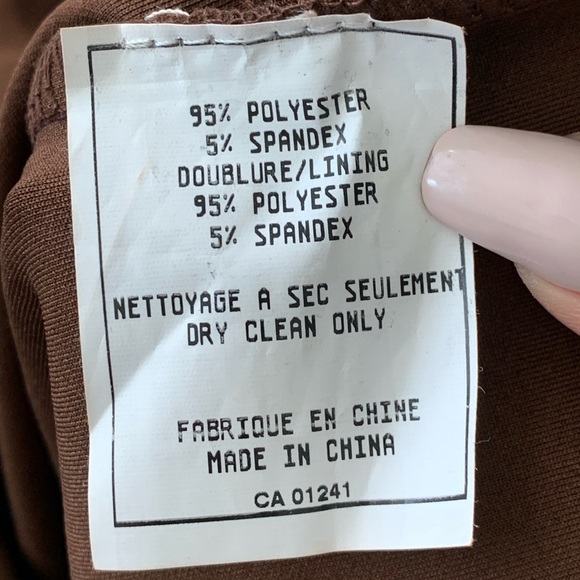 95% POLYESTER
5% SPANDEX
DOUBLURE/LINING
95% POLYESTER
5% SPANDEX
NETTOYAGE A SEC SEULEMENT
DRY CLEAN ONLY
FABRIQUE EN CHINE
MADE IN CHINA
CA 01241